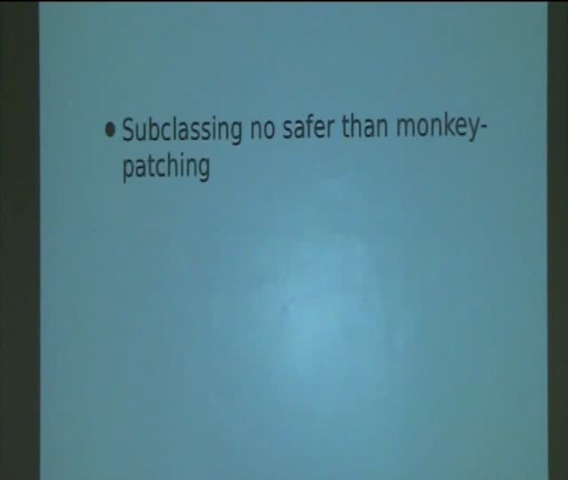 • Subclassing no safer than monkey-
patching